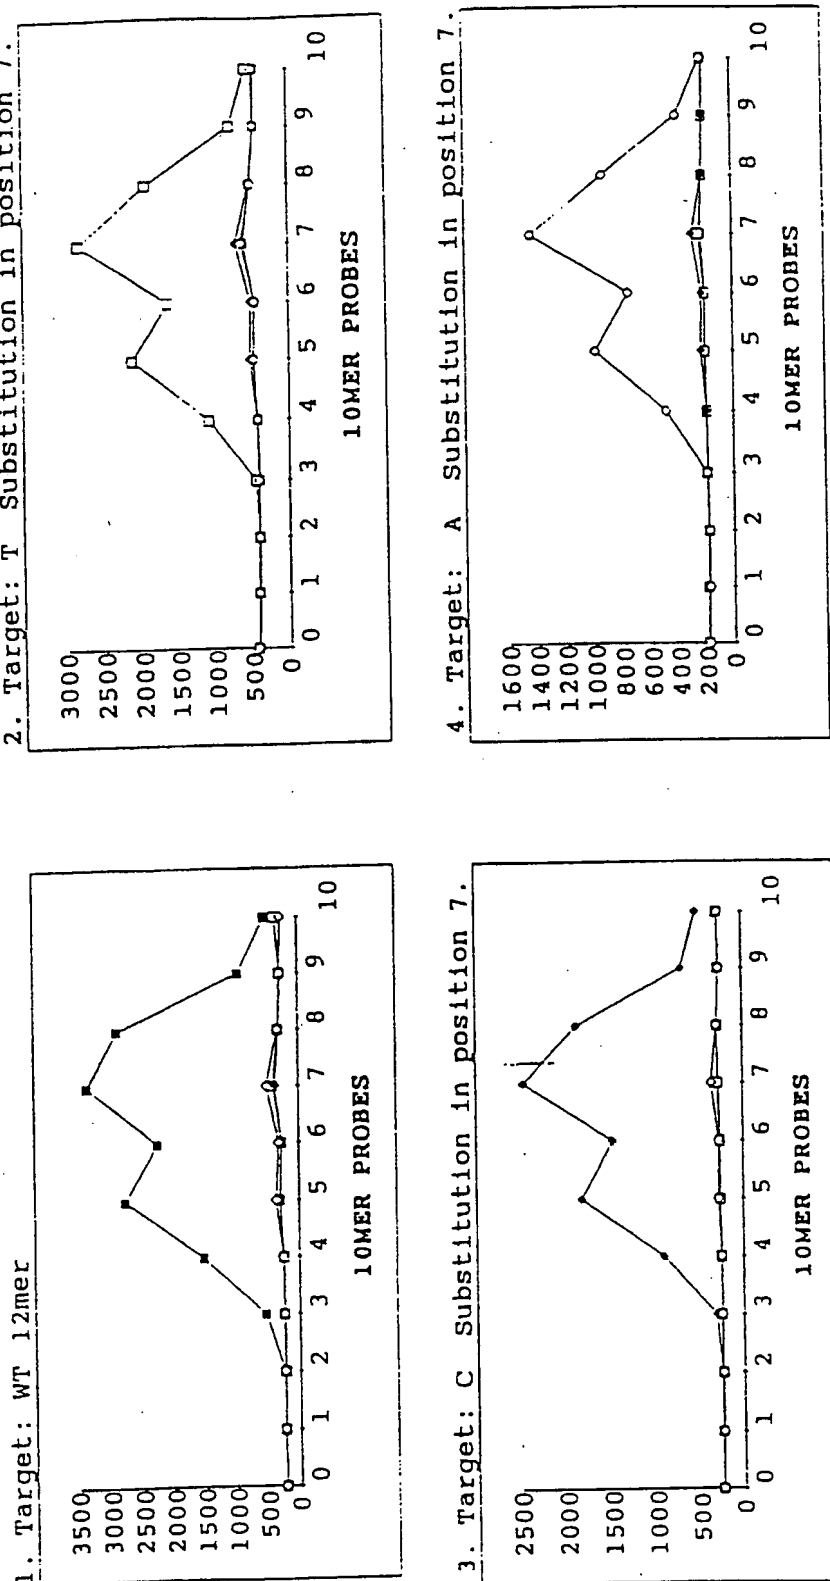 1. Target: WT 12mer
3500
3000
2500
2000
1500
1000
500
0
0 1 2 3 4 5 6 7 8 9 10
10MER PROBES
2. Target: T Substitution in position 7.
3000
2500
2000
1500
1000
500
0
0 1 2 3 4 5 6 7 8 9 10
10MER PROBES
3. Target: C Substitution in position 7.
2500
2000
1500
1000
500
0
0 1 2 3 4 5 6 7 8 9 10
10MER PROBES
4. Target: A Substitution in position 7.
1600
1400
1200
1000
800
600
400
200
0
0 1 2 3 4 5 6 7 8 9 10
10MER PROBES